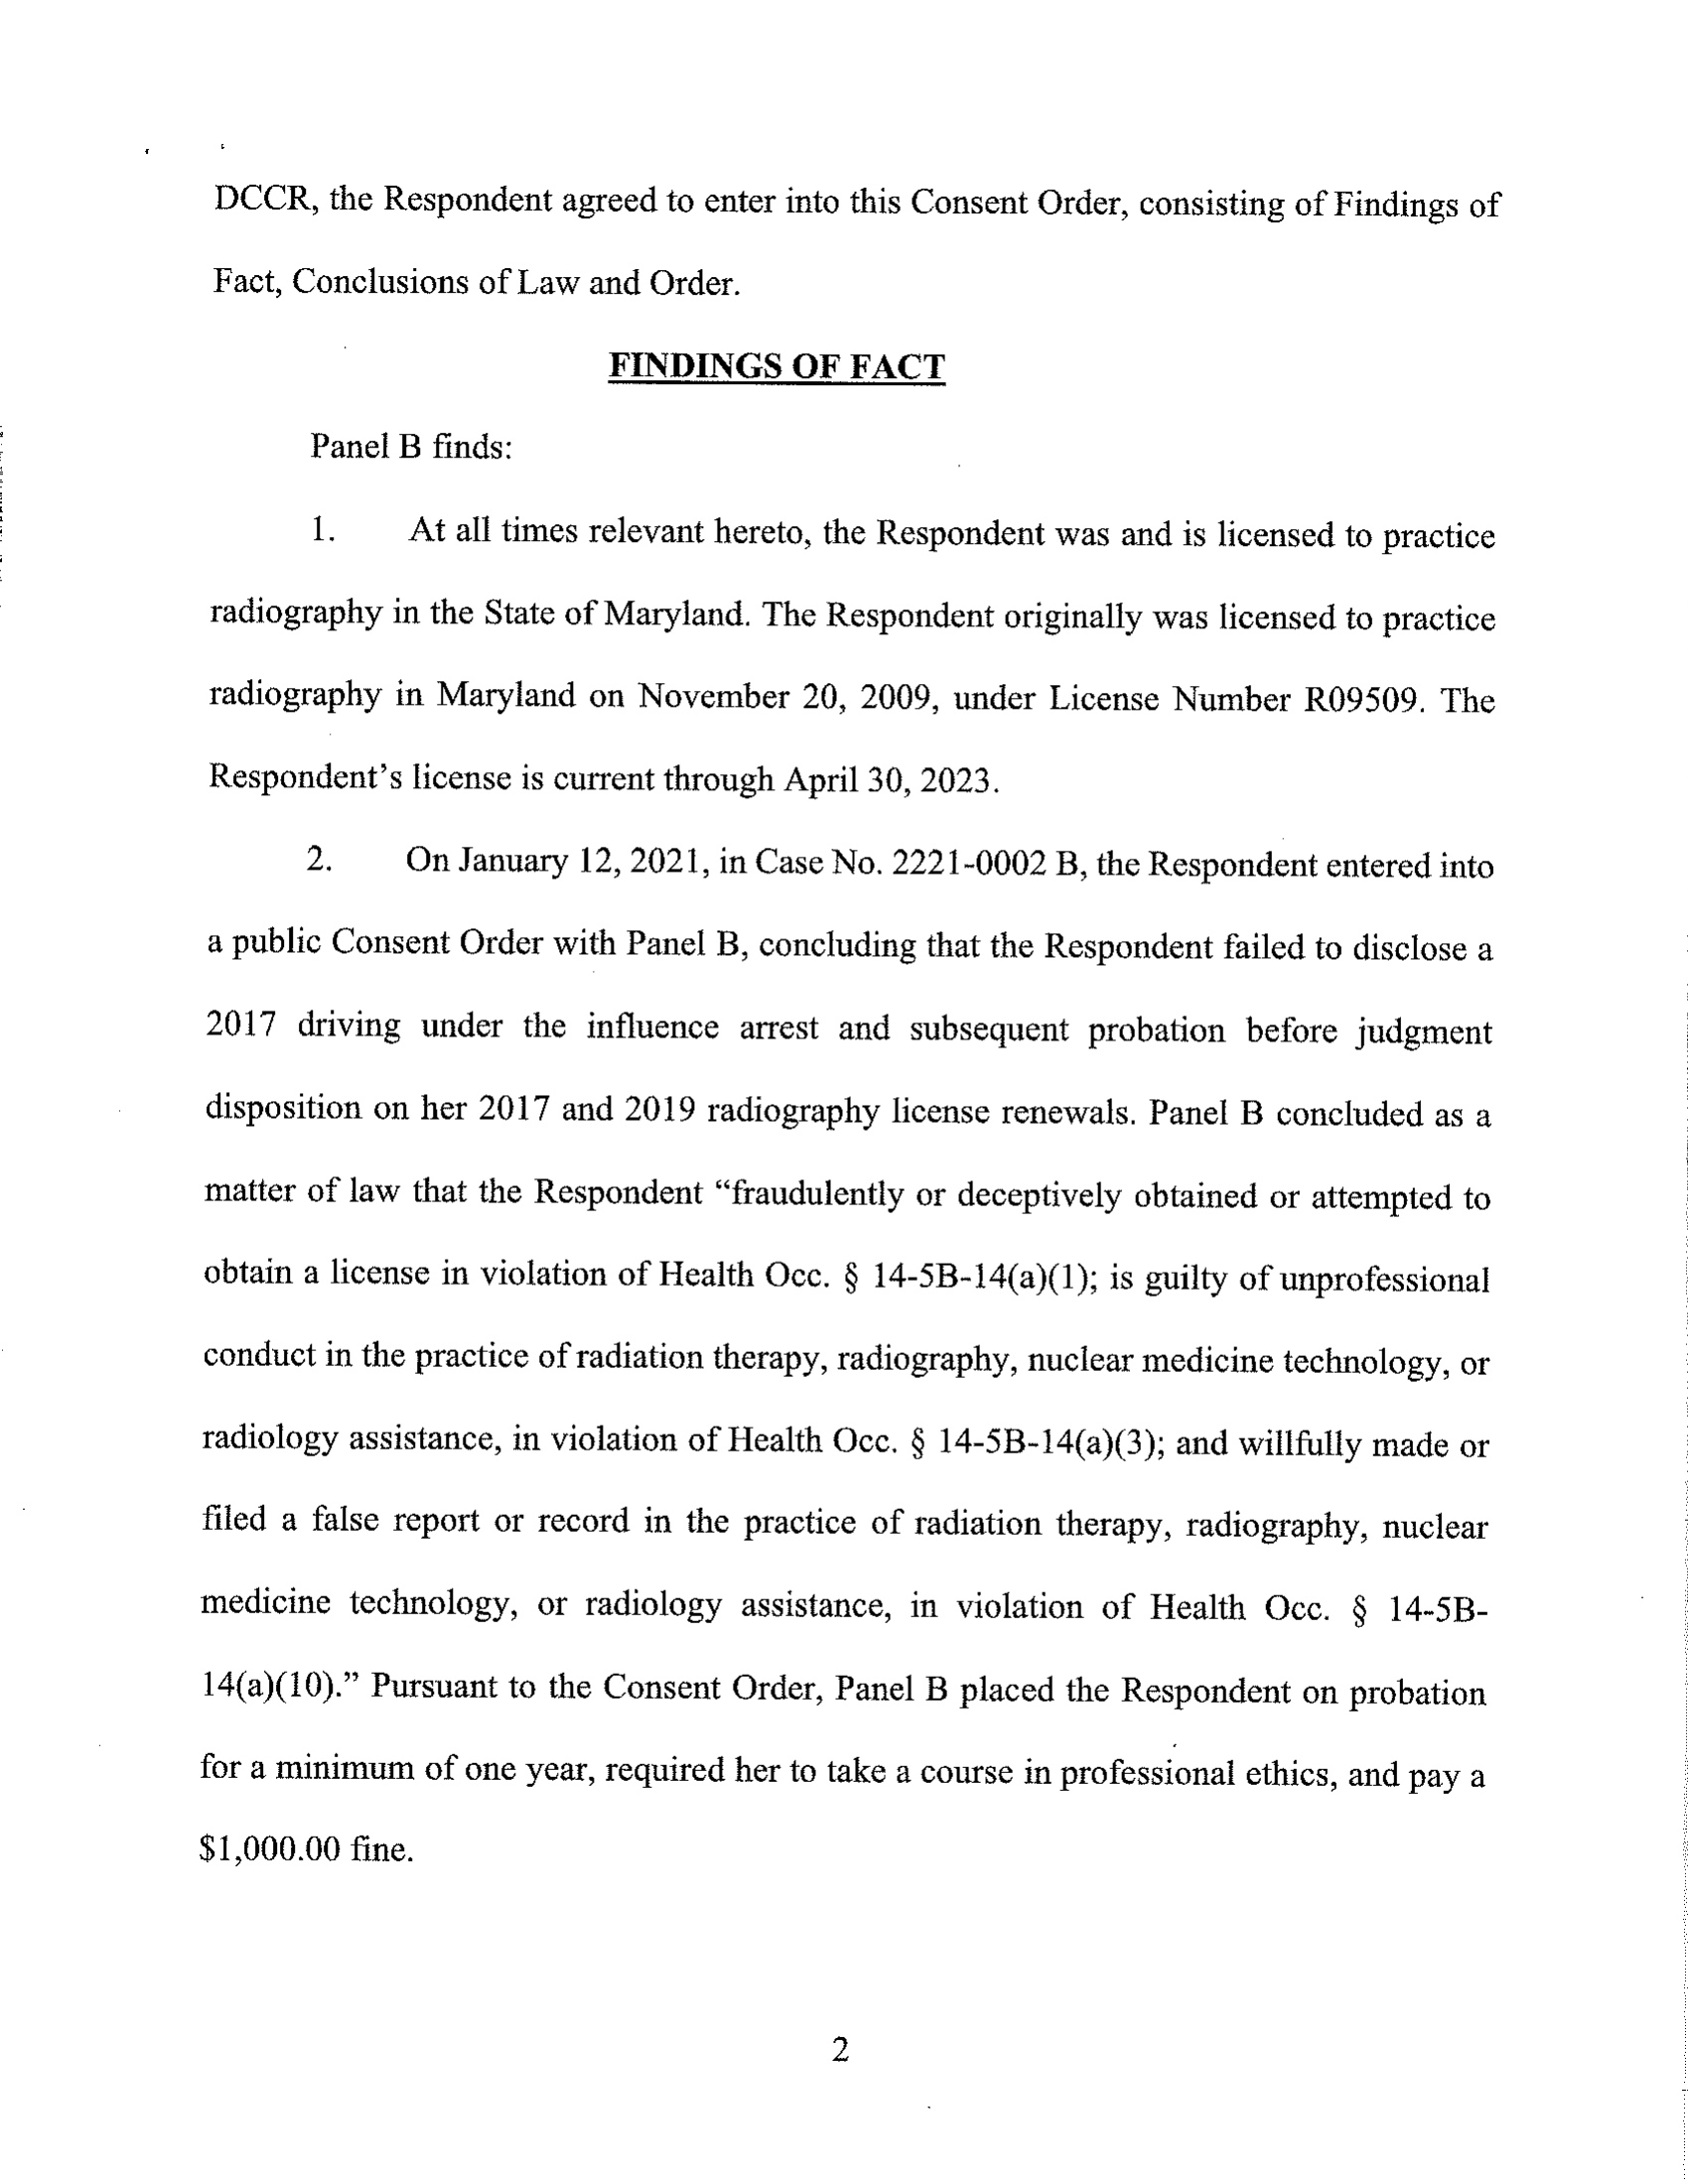 DCCR, the Respondent agreed to enter into this Consent Order, consisting of Findings of
Fact, Conclusions of Law and Order.
FINDINGS OF FACT
Panel B finds:
1. At all times relevant hereto, the Respondent was and is licensed to practice
radiography in the State of Maryland. The Respondent originally was licensed to practice
radiography in Maryland on November 20, 2009, under License Number R09509. The
Respondent’s license is current through April 30, 2023.
2. On January 12, 2021, in Case No. 2221-0002 B, the Respondent entered into
a public Consent Order with Panel B, concluding that the Respondent failed to disclose a
2017 driving under the influence arrest and subsequent probation before judgment
disposition on her 2017 and 2019 radiography license renewals. Panel B concluded as a
matter of law that the Respondent “fraudulently or deceptively obtained or attempted to
obtain a license in violation of Health Occ. § 14-5B-14(a)(1); is guilty of unprofessional
conduct in the practice of radiation therapy, radiography, nuclear medicine technology, or
radiology assistance, in violation of Health Occ. § 14-5B-14(a)(3); and willfully made or
filed a false report or record in the practice of radiation therapy, radiography, nuclear
medicine technology, or radiology assistance, in violation of Health Occ. § 14-5B-
14(a)(10).” Pursuant to the Consent Order, Panel B placed the Respondent on probation
for a minimum of one year, required her to take a course in professional ethics, and pay a
$1,000.00 fine.
2